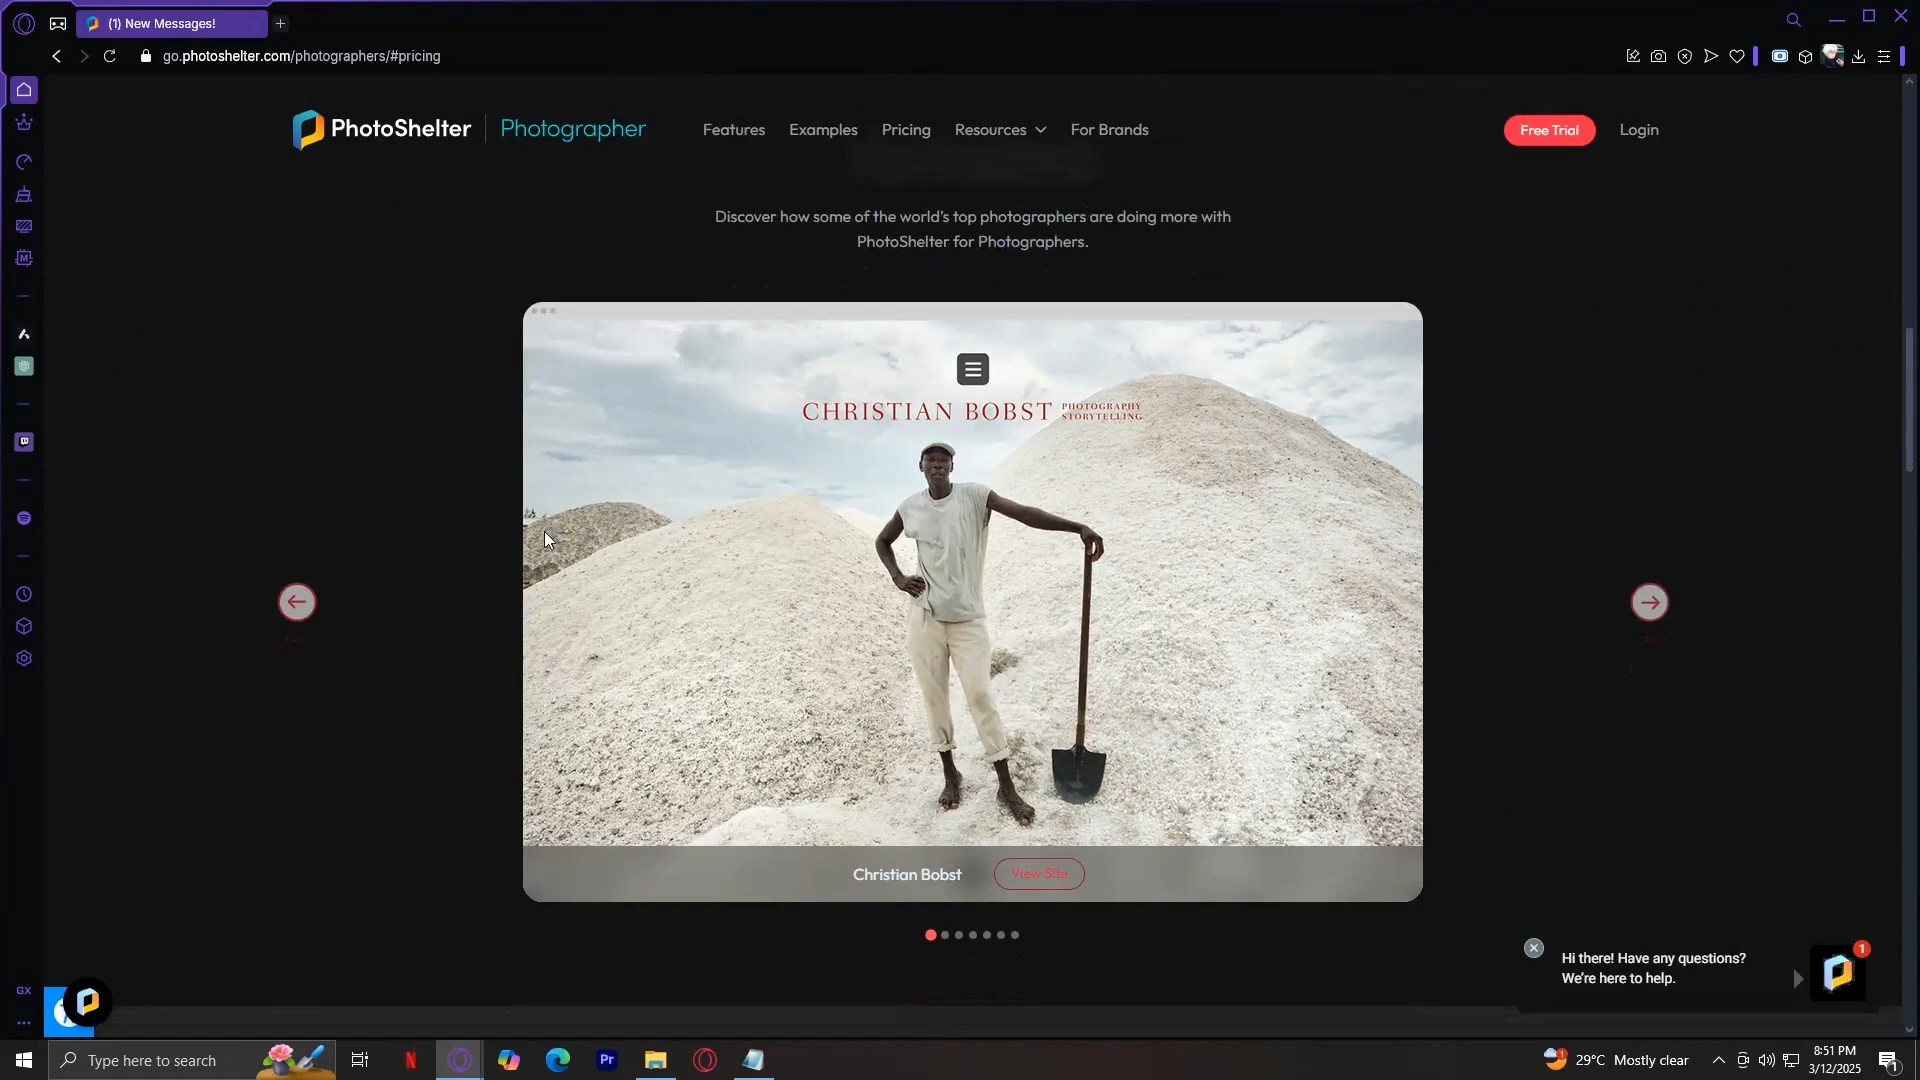 (1) New Messages!
go.photoshelter.com/photographers/#pricing
PhotoShelter | Photographer
Features
Examples
Pricing
Resources
For Brands
Free Trial
Login
Discover how some of the world's top photographers are doing more with
PhotoShelter for Photographers.
CHRISTIAN BOBST
PHOTOGRAPHY
STORYTELLING
Christian Bobst
View Site
Hi there! Have any questions?
We're here to help.
1
M
GX
Type here to search
Pr
29°C Mostly clear
8:51 PM
3/12/2025
1